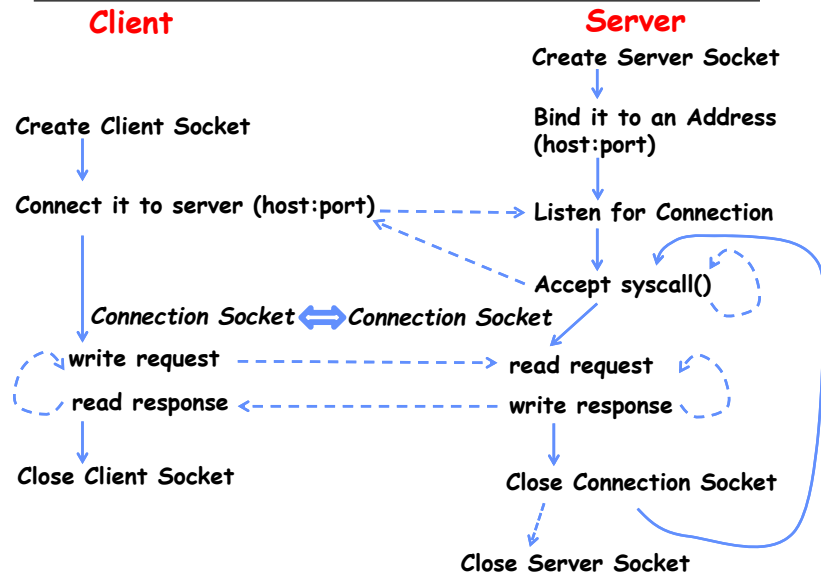 Client
Server
Create Server Socket
Create Client Socket
Bind it to an Address
(host:port)
Connect it to server (host:port)
Listen for Connection
Accept syscall()
Connection Socket
Connection Socket
write request
read request
read response
write response
Close Client Socket
Close Connection Socket
Close Server Socket